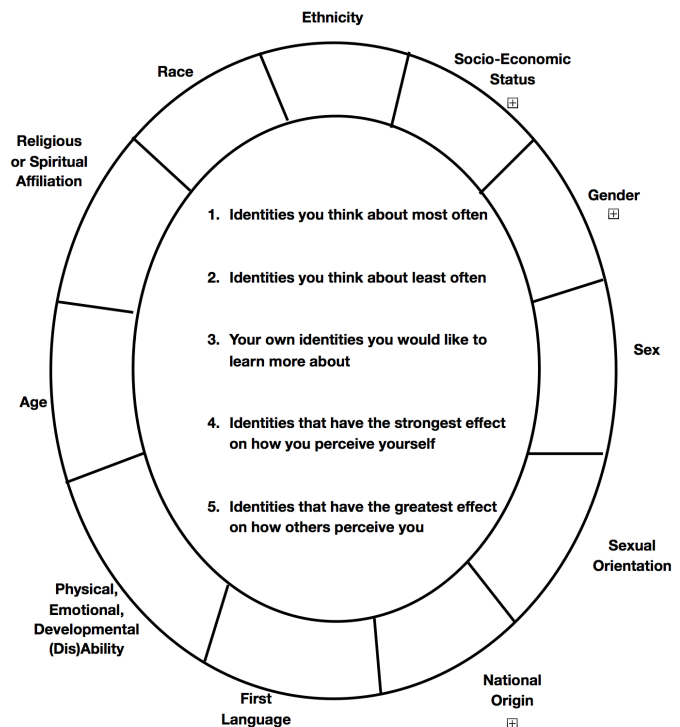 Ethnicity
Socio-Economic
Status
Race
Religious
or Spiritual
Affiliation
Gender
1. Identities you think about most often
2. Identities you think about least often
3. Your own identities you would like to
learn more about
Sex
Age
4. Identities that have the strongest effect
on how you perceive yourself
5. Identities that have the greatest effect
on how others perceive you
Sexual
Orientation
Physical,
Emotional,
Developmental
(Dis)Ability
National
Origin
First
Language